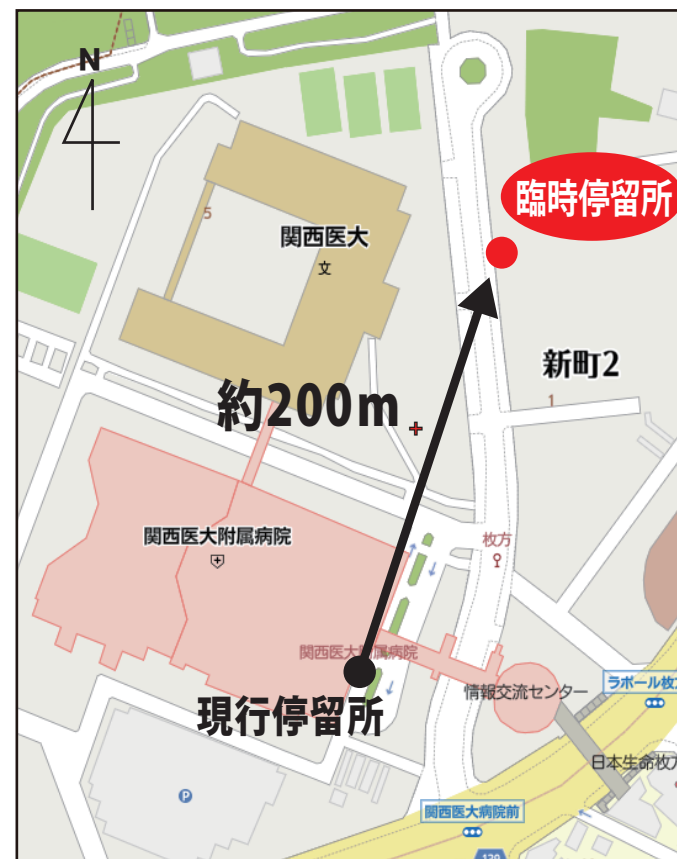 N
臨時停留所
5
関西医大
文
新町2
約200m
1
関西医大附属病院
枚方
関西医大附属病院
情報交流センター
ラポール枚
現行停留所
日本生命枚
P
関西医大病院前